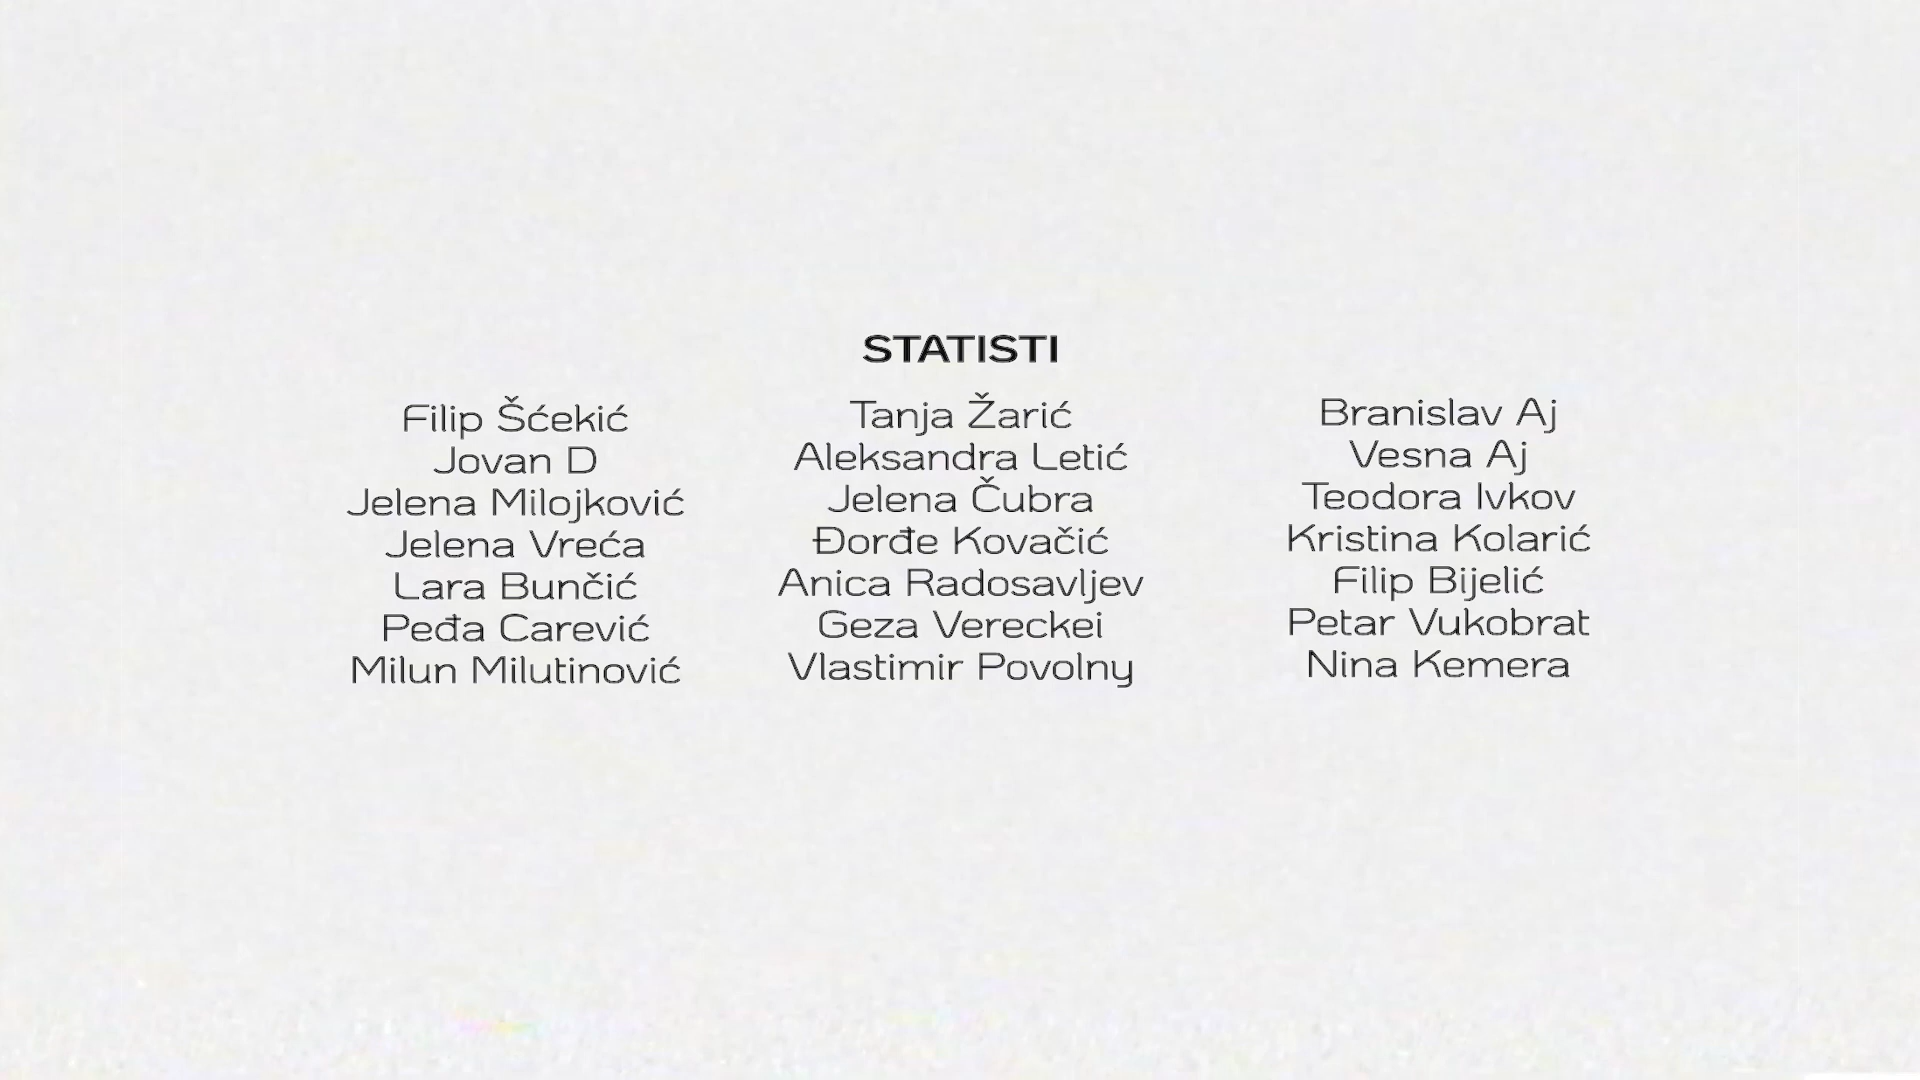 STATISTI
Filip Šćekić
Jovan D
Jelena Milojković
Jelena Vreća
Lara Bunčić
Peđa Carević
Milun Milutinović
Tanja Žarić
Aleksandra Letić
Jelena Čubra
Đorđe Kovačić
Anica Radosavljev
Geza Vereckei
Vlastimir Povolny
Branislav Aj
Vesna Aj
Teodora Ivkov
Kristina Kolarić
Filip Bijelić
Petar Vukobrat
Nina Kemera